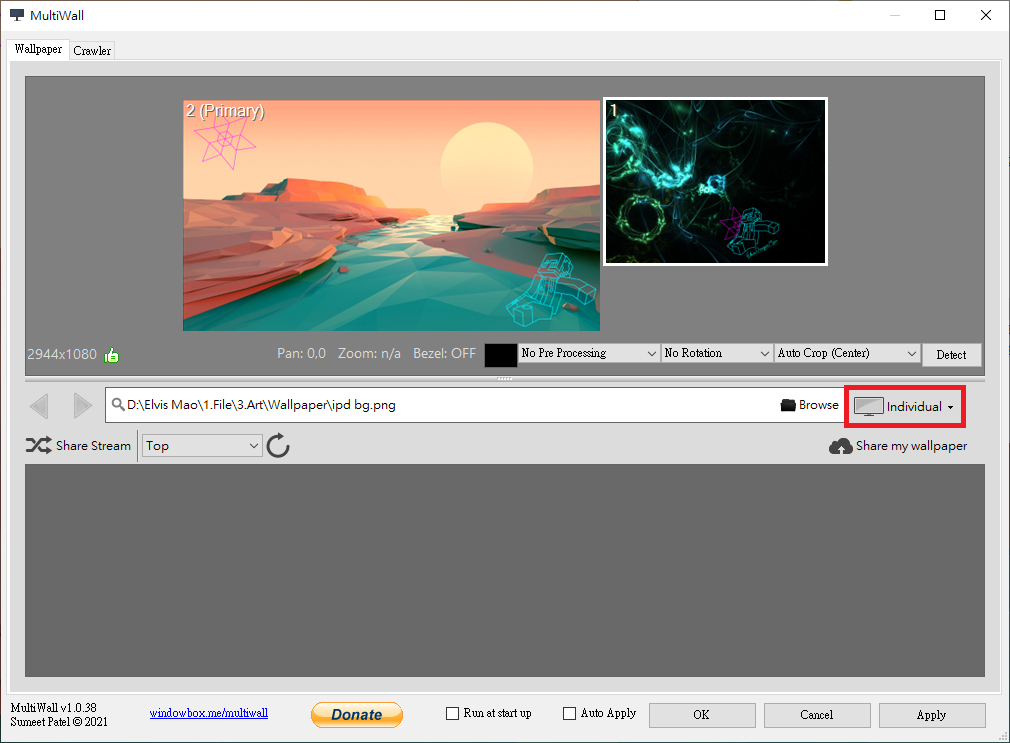 MultiWall
Wallpaper
Crawler
2 (Primary)
1
2944x1080
Pan: 0,0
Zoom: n/a
Bezel: OFF
No Pre Processing
No Rotation
Auto Crop (Center)
Detect
D:\Elvis Mao\1.File\3.Art\Wallpaper\ipd bg.png
Browse
Individual
Share Stream
Top
Share my wallpaper
MultiWall v1.0.38
Sumeet Patel © 2021
windowbox.me/multiwall
Donate
Run at start up
Auto Apply
OK
Cancel
Apply